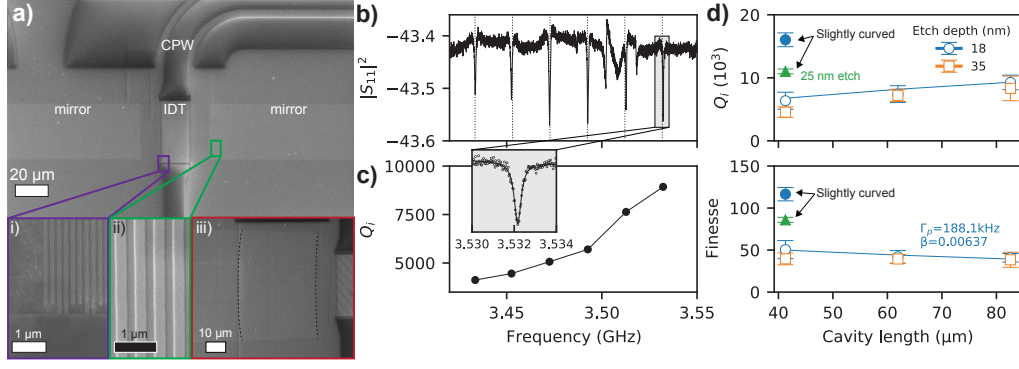 a)
CPW
mirror
IDT
mirror
20 µm
i)
1 µm
ii)
1 µm
iii)
10 µm
b)
|S₁₁|²
−43.4
−43.5
−43.6
c)
Qᵢ
10000
7500
5000
3.530
3.532
3.534
3.45
3.50
3.55
Frequency (GHz)
d)
Qᵢ (10³)
20
10
0
Slightly curved
25 nm etch
Etch depth (nm)
18
35
Finesse
150
100
50
0
Slightly curved
Γₚ=188.1kHz
β=0.00637
40
50
60
70
80
Cavity length (µm)